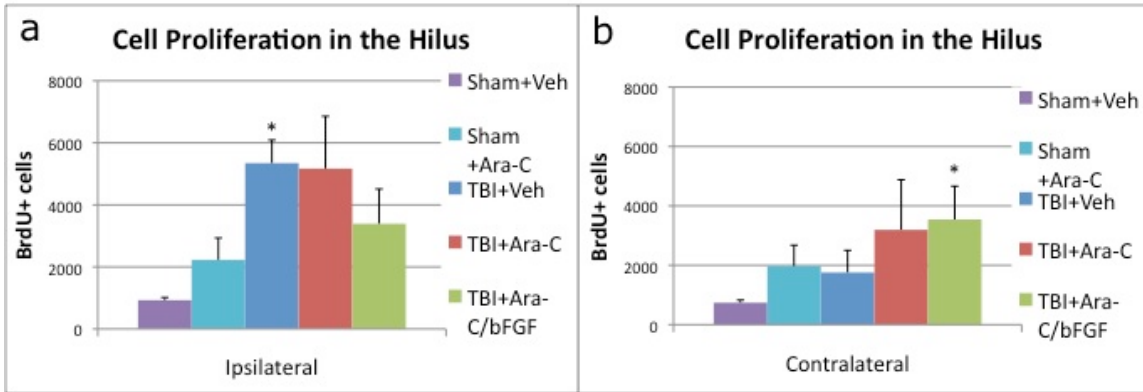 a
Cell Proliferation in the Hilus
8000
6000
4000
2000
0
BrdU+ cells
*
Ipsilateral
Sham+Veh
Sham
+Ara-C
TBI+Veh
TBI+Ara-C
TBI+Ara-
C/bFGF
b
Cell Proliferation in the Hilus
8000
6000
4000
2000
0
BrdU+ cells
*
Contralateral
Sham+Veh
Sham
+Ara-C
TBI+Veh
TBI+Ara-C
TBI+Ara-
C/bFGF